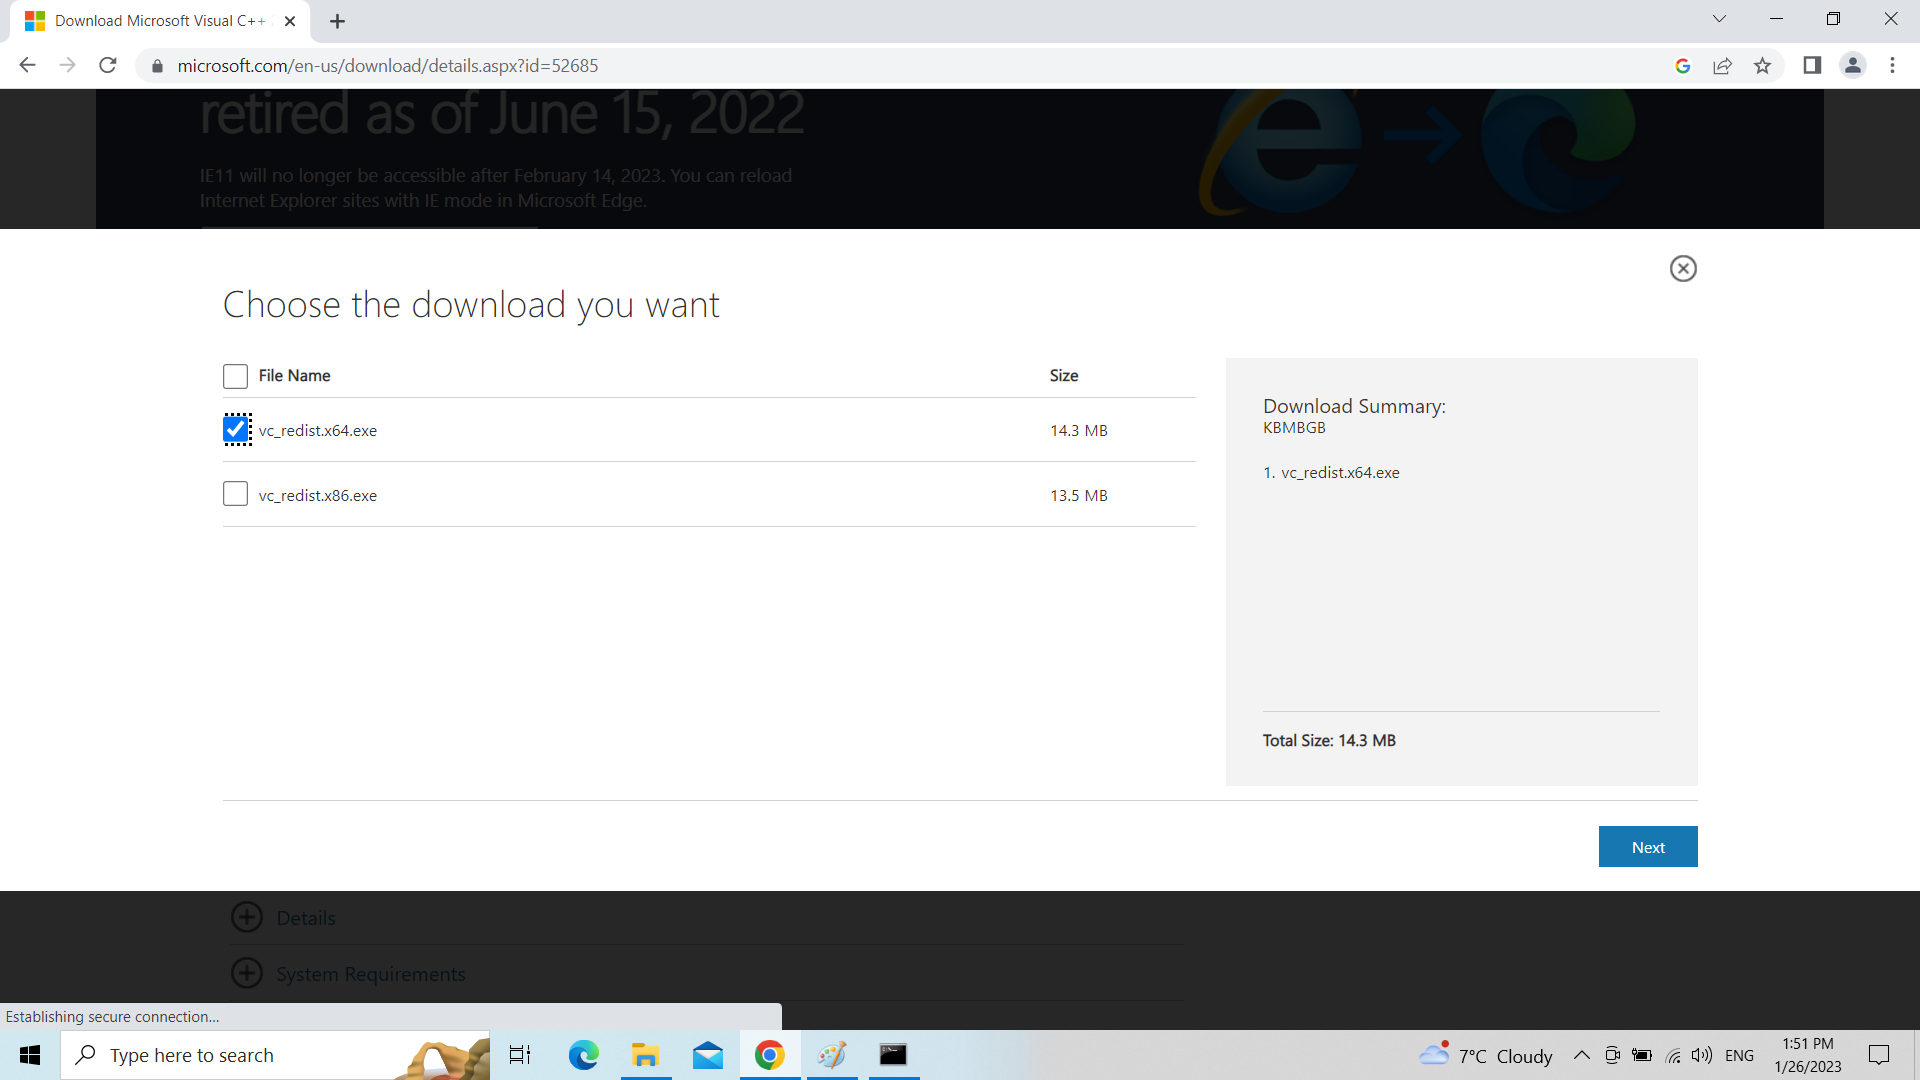 Download Microsoft Visual C++
microsoft.com/en-us/download/details.aspx?id=52685
retired as of June 15, 2022
IE11 will no longer be accessible after February 14, 2023. You can reload
Internet Explorer sites with IE mode in Microsoft Edge.
Choose the download you want
File Name Size
vc_redist.x64.exe 14.3 MB
vc_redist.x86.exe 13.5 MB
Download Summary:
KBMBGB
1. vc_redist.x64.exe
Total Size: 14.3 MB
Next
Details
System Requirements
Establishing secure connection...
Type here to search
7°C Cloudy
ENG
1:51 PM
1/26/2023